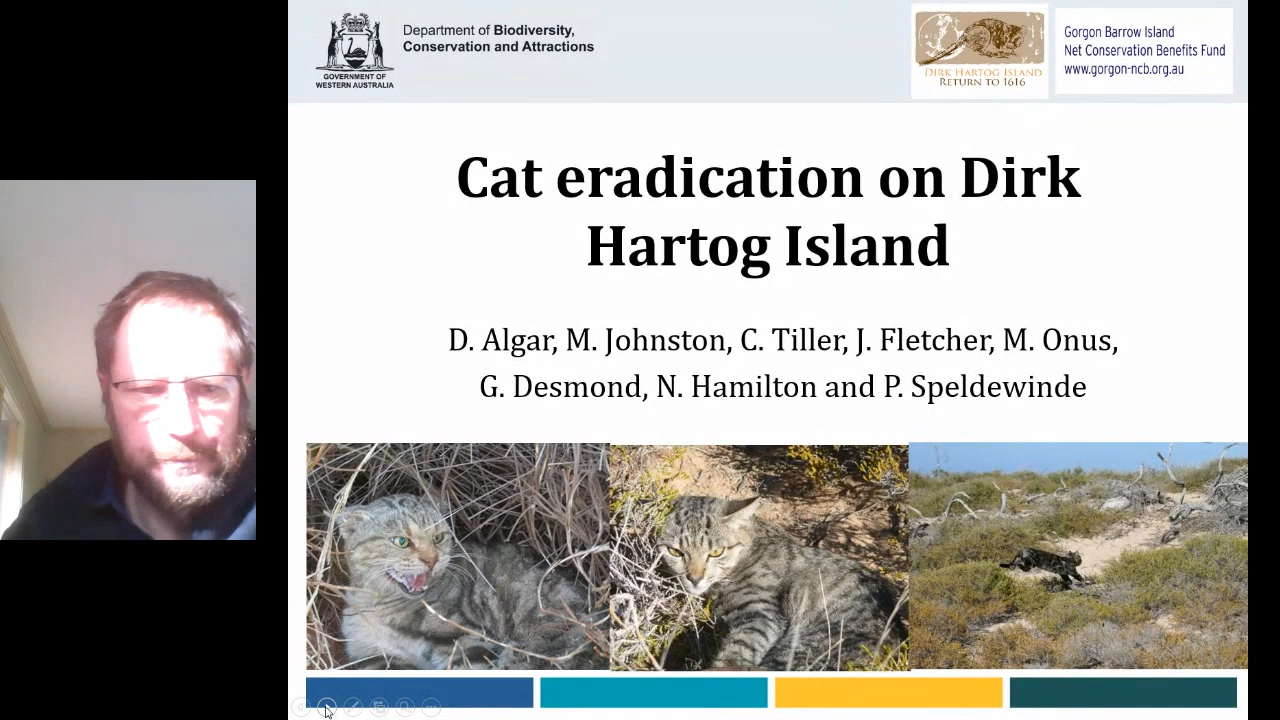 Department of Biodiversity,
Conservation and Attractions
GOVERNMENT OF
WESTERN AUSTRALIA
DIRK HARTOG ISLAND
RETURN TO 1616
Gorgon Barrow Island
Net Conservation Benefits Fund
www.gorgon-ncb.org.au
Cat eradication on Dirk
Hartog Island
D. Algar, M. Johnston, C. Tiller, J. Fletcher, M. Onus,
G. Desmond, N. Hamilton and P. Speldewinde